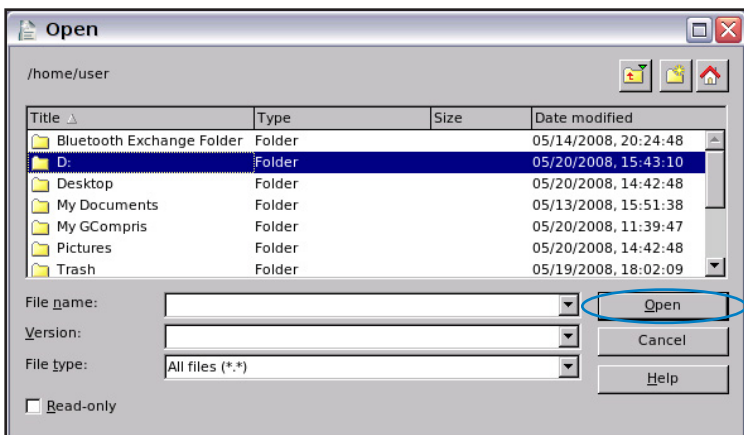 Open
/home/user
Title Type Size Date modified
Bluetooth Exchange Folder Folder 05/14/2008, 20:24:48
D: Folder 05/20/2008, 15:43:10
Desktop Folder 05/20/2008, 14:42:48
My Documents Folder 05/13/2008, 15:51:38
My GCompris Folder 05/20/2008, 11:39:47
Pictures Folder 05/20/2008, 14:42:48
Trash Folder 05/19/2008, 18:02:09
File name: Open
Version: Cancel
File type: All files (*.*) Help
Read-only